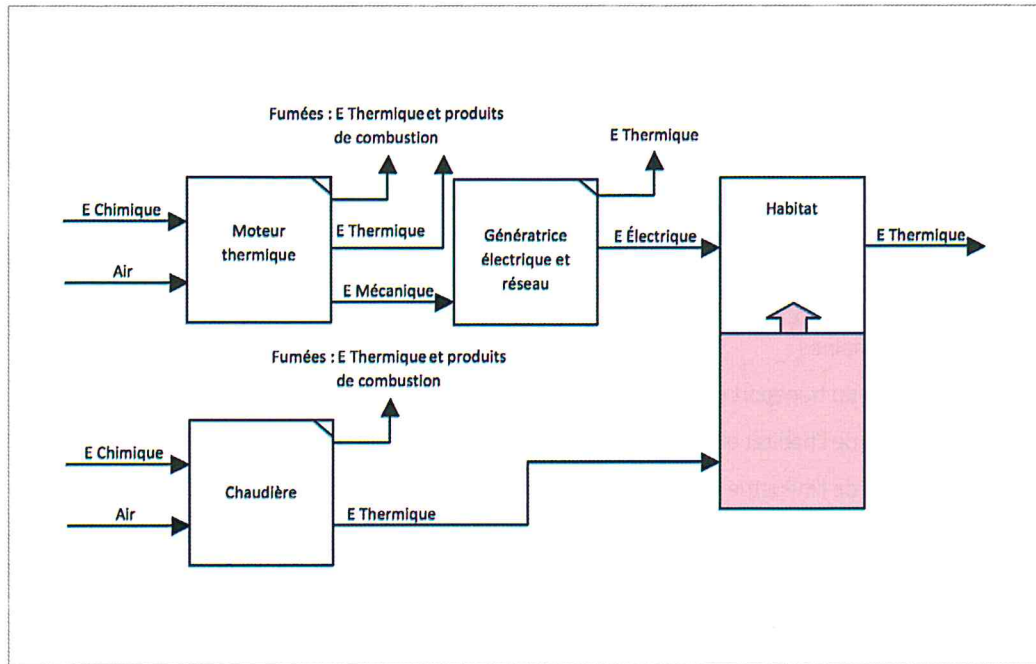 Fumées : E Thermique et produits
de combustion
E Thermique
E Chimique
Air
Moteur
thermique
E Thermique
E Mécanique
Génératrice
électrique et
réseau
E Électrique
Habitat
E Thermique
Fumées : E Thermique et produits
de combustion
E Chimique
Air
Chaudière
E Thermique